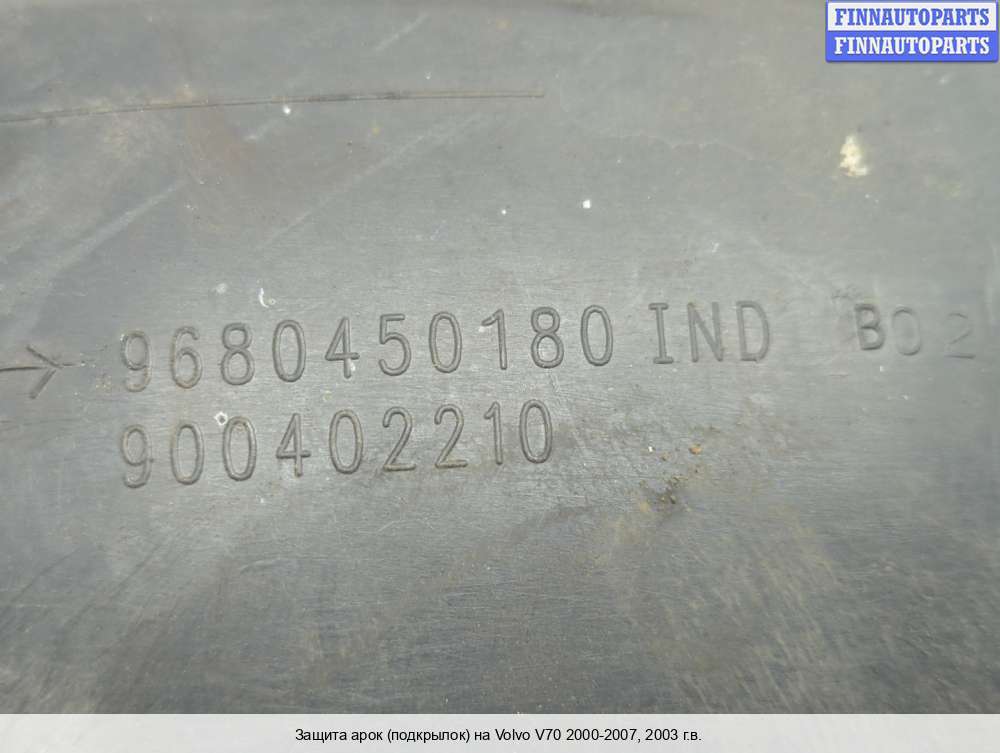 FINNAUTOPARTS
FINNAUTOPARTS
9680450180 IND B02
900402210
Защита арок (подкрылок) на Volvo V70 2000-2007, 2003 г.в.